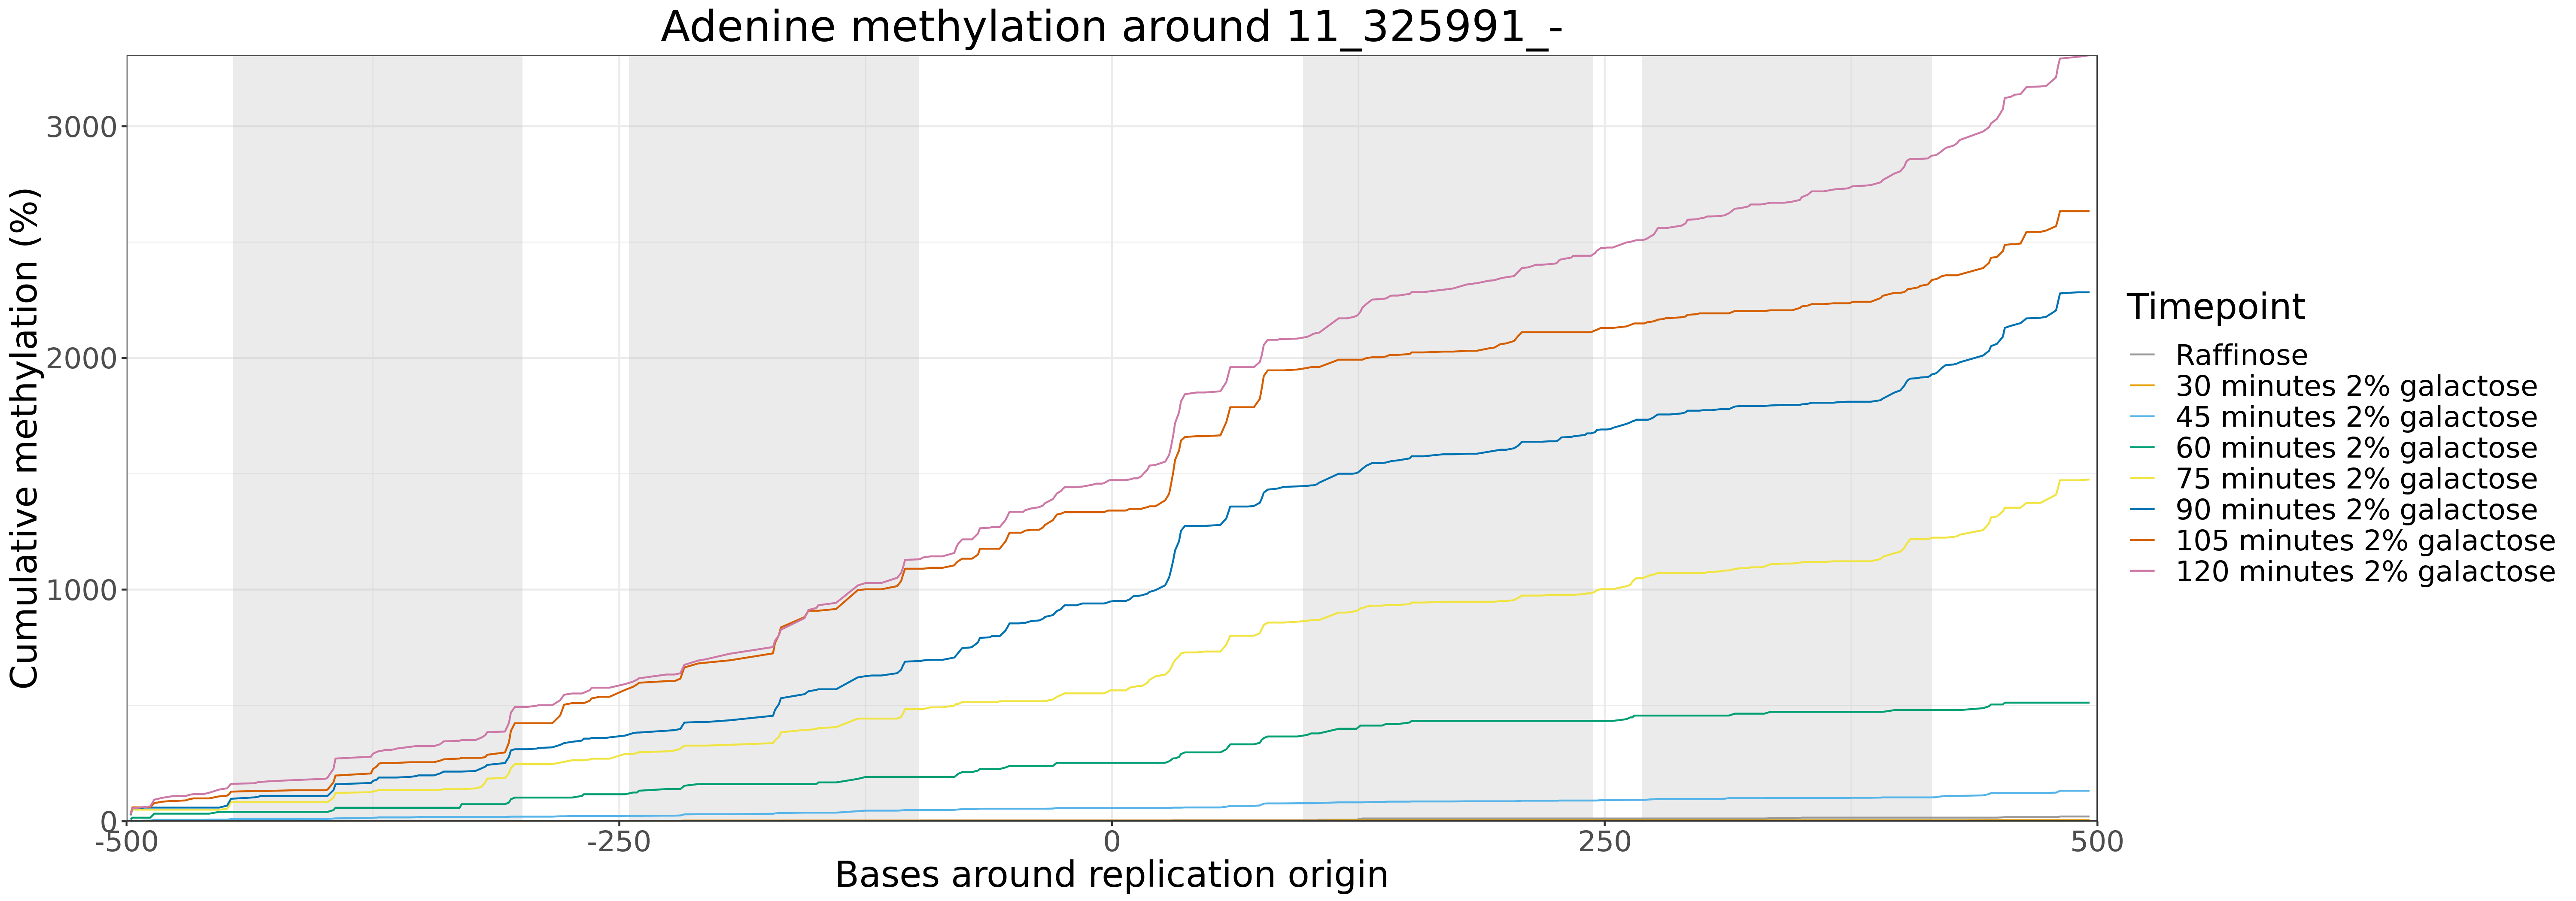 Adenine methylation around 11_325991_-
Cumulative methylation (%)
3000
2000
1000
0
-500
-250
0
250
500
Bases around replication origin
Timepoint
Raffinose
30 minutes 2% galactose
45 minutes 2% galactose
60 minutes 2% galactose
75 minutes 2% galactose
90 minutes 2% galactose
105 minutes 2% galactose
120 minutes 2% galactose